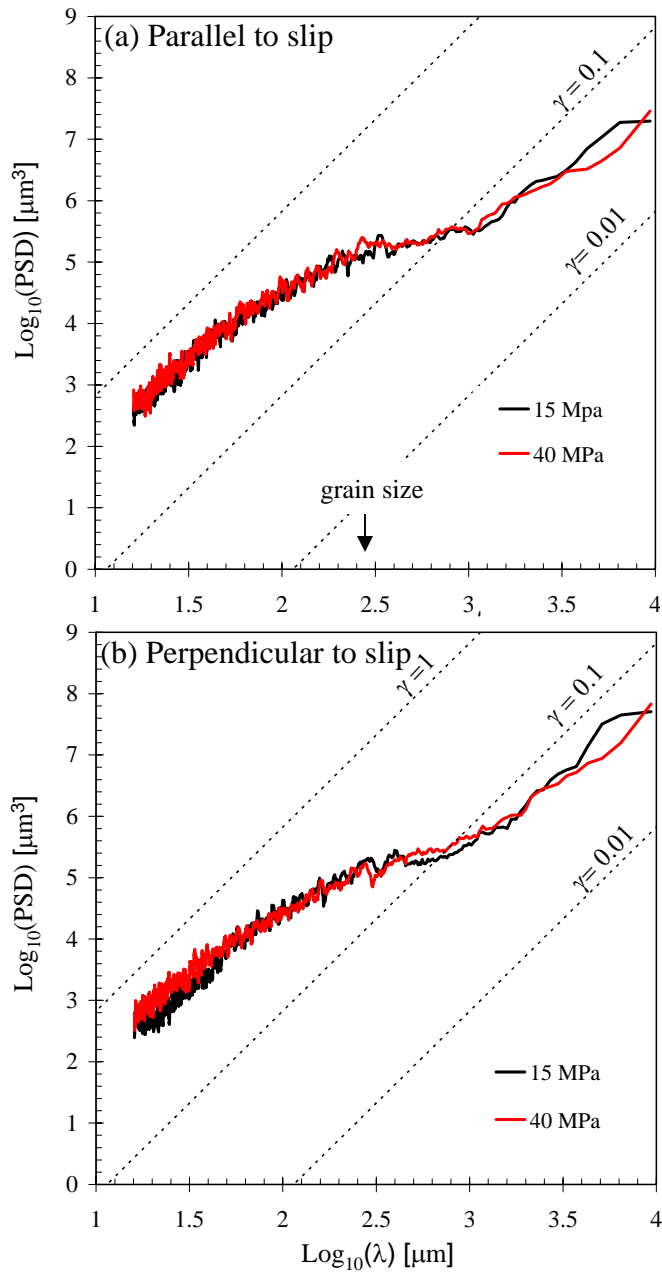 (a) Parallel to slip
9
8
7
6
5
4
3
2
1
0
Log₁₀(PSD) [μm³]
γ = 0.1
γ= 0.01
15 Mpa
40 MPa
grain size
1 1.5 2 2.5 3 3.5 4
(b) Perpendicular to slip
9
8
7
6
5
4
3
2
1
0
Log₁₀(PSD) [μm³]
γ =1
γ = 0.1
γ= 0.01
15 MPa
40 MPa
1 1.5 2 2.5 3 3.5 4
Log₁₀(λ) [μm]